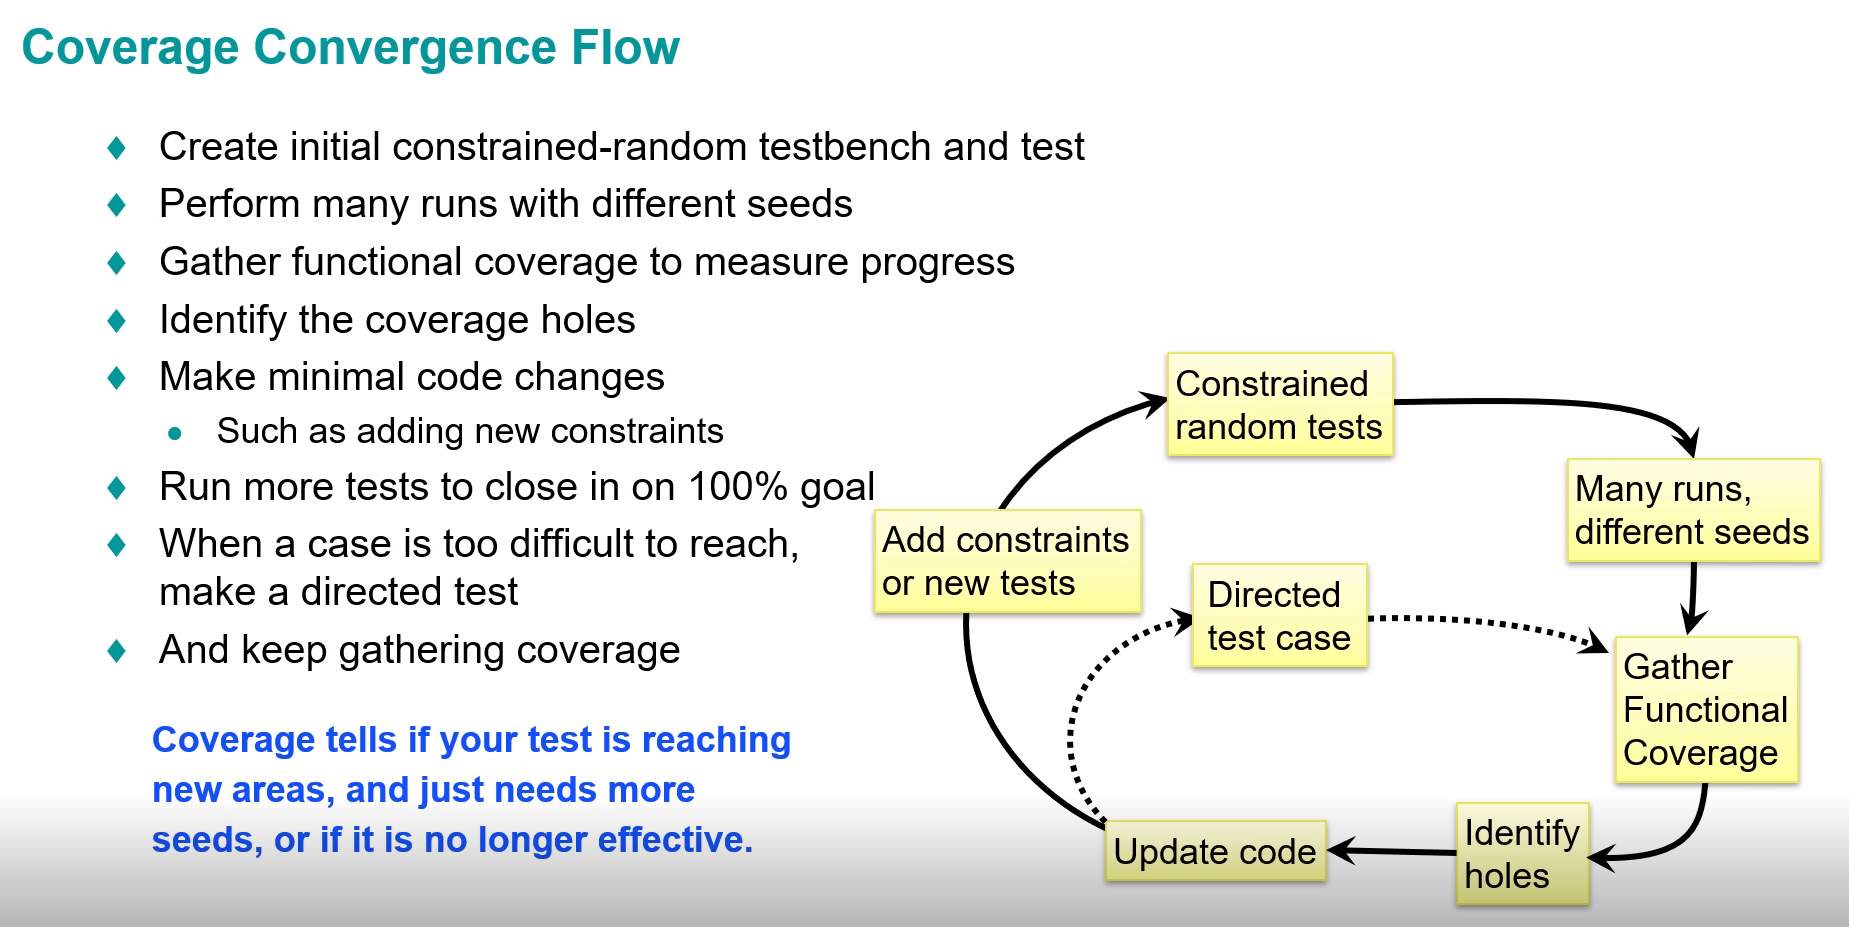 Coverage Convergence Flow
Create initial constrained-random testbench and test
Perform many runs with different seeds
Gather functional coverage to measure progress
Identify the coverage holes
Make minimal code changes
Such as adding new constraints
Run more tests to close in on 100% goal
When a case is too difficult to reach,
make a directed test
And keep gathering coverage
Coverage tells if your test is reaching
new areas, and just needs more
seeds, or if it is no longer effective.
Constrained
random tests
Many runs,
different seeds
Add constraints
or new tests
Directed
test case
Gather
Functional
Coverage
Identify
holes
Update code